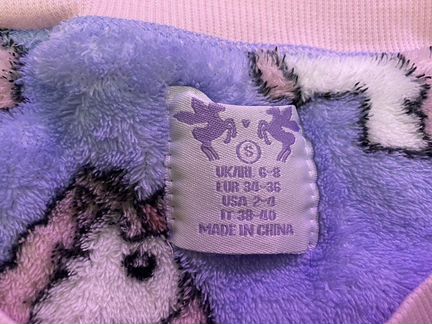 S
UK/IRL 6-8
EUR 34-36
USA 2-4
IT 38-40
MADE IN CHINA